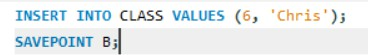 INSERT INTO CLASS VALUES (6, 'Chris');
SAVEPOINT B;